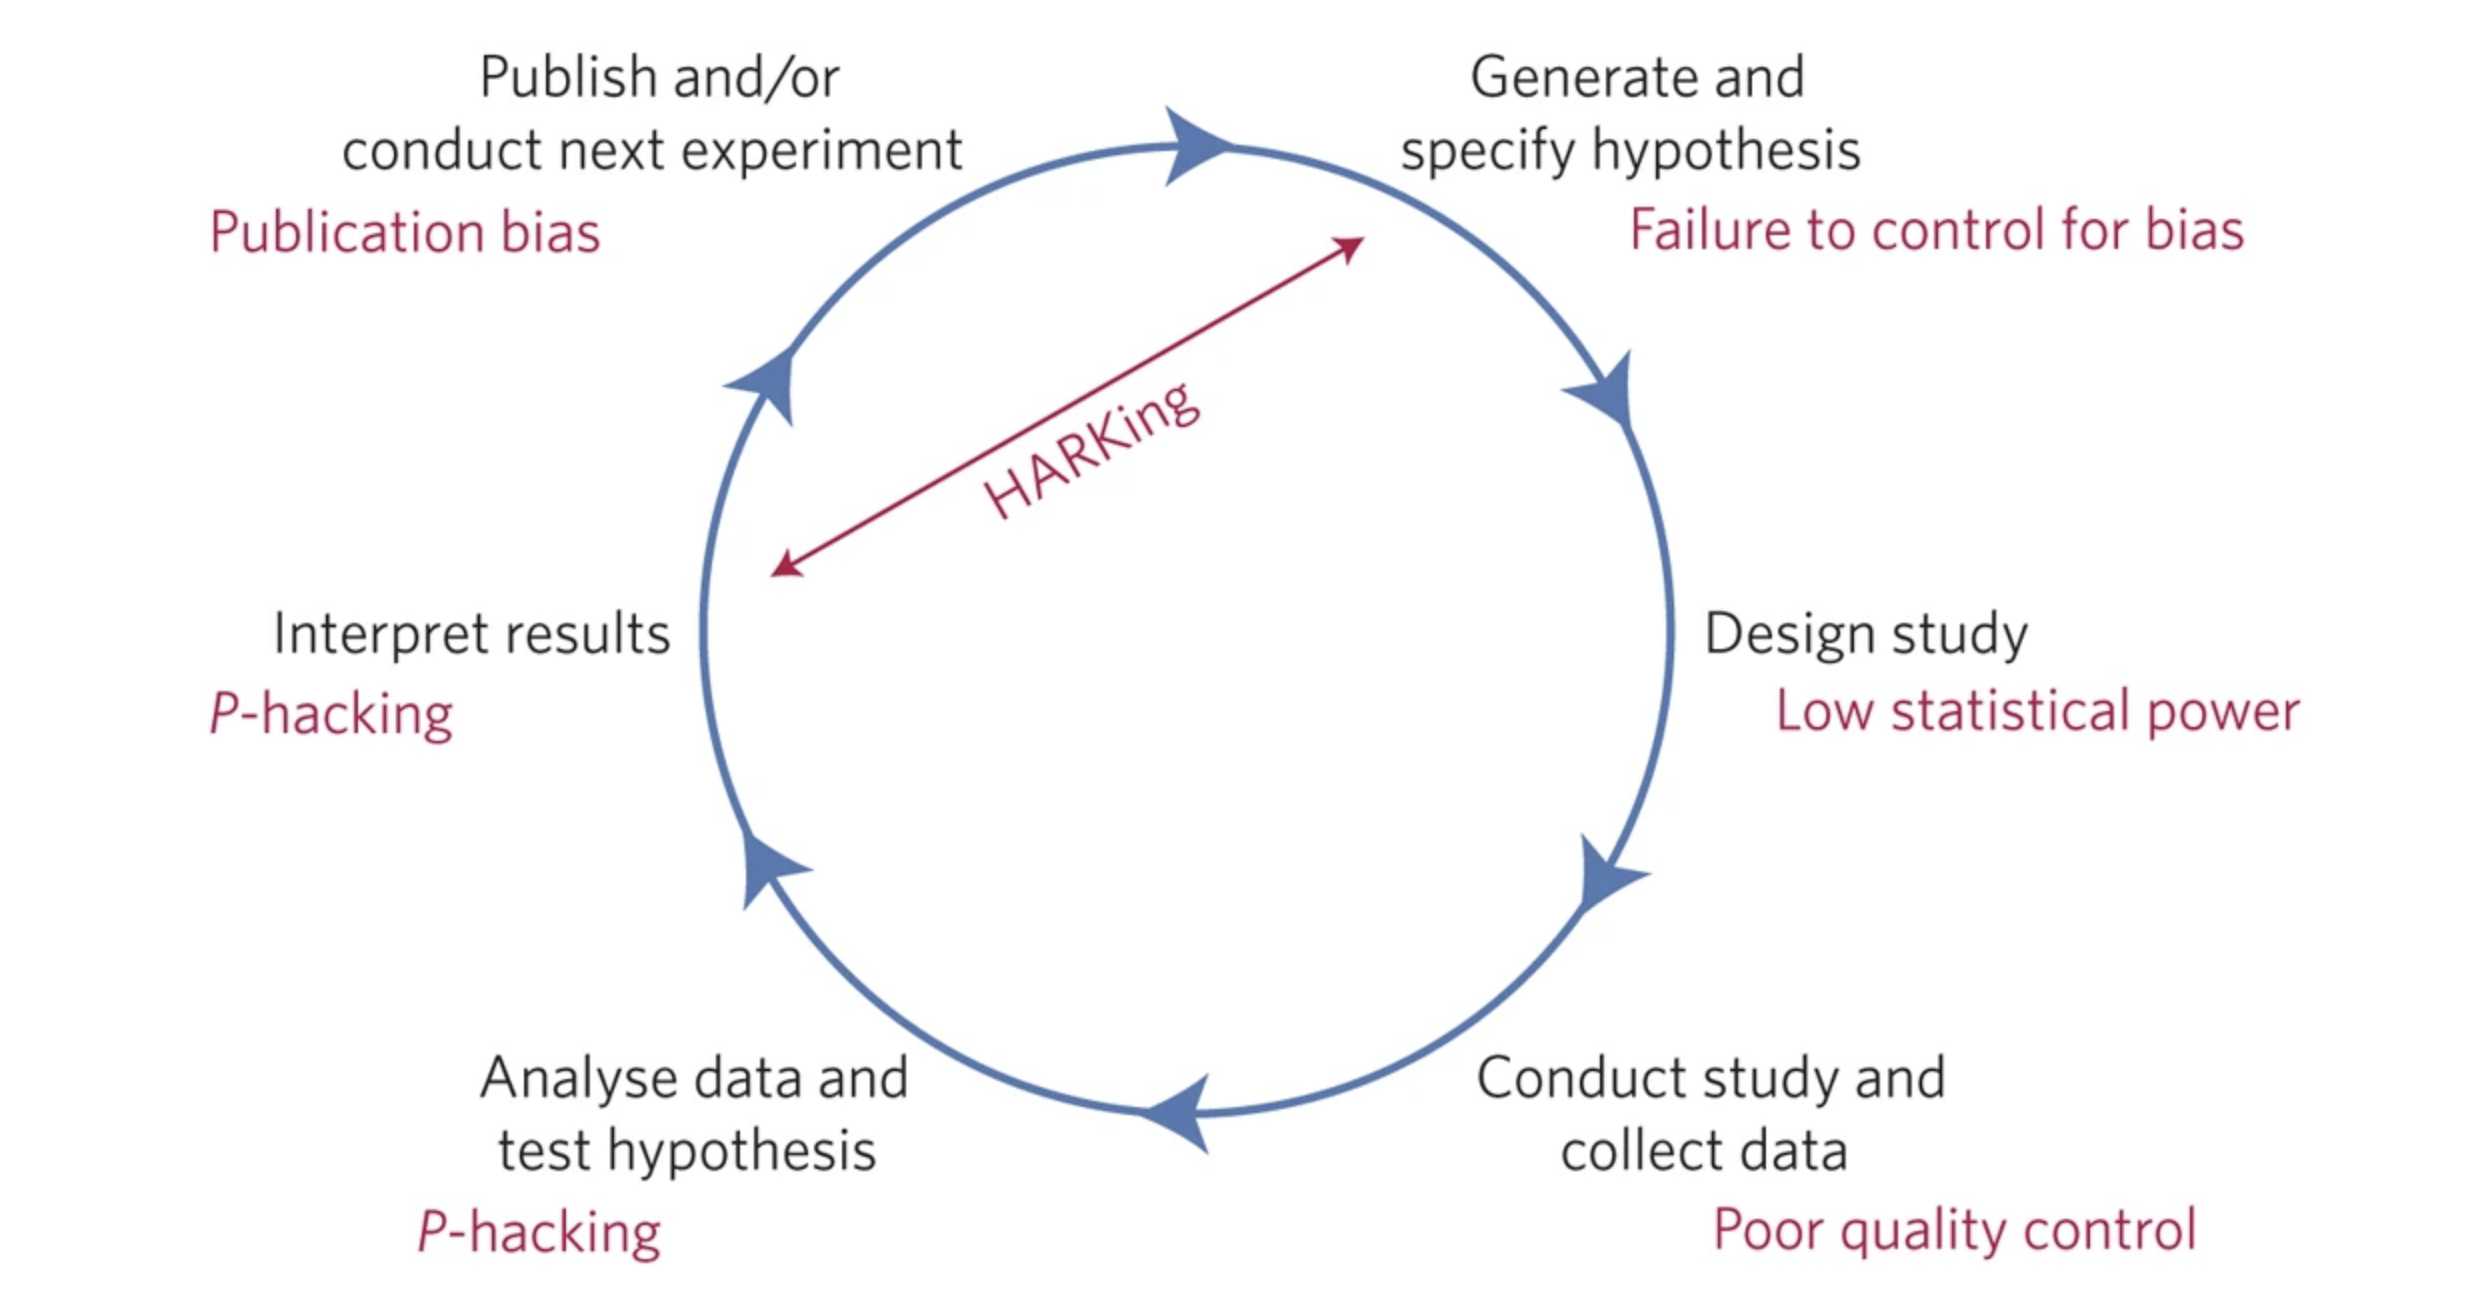 Publish and/or
conduct next experiment
Publication bias
Generate and
specify hypothesis
Failure to control for bias
HARKing
Interpret results
P-hacking
Design study
Low statistical power
Analyse data and
test hypothesis
P-hacking
Conduct study and
collect data
Poor quality control